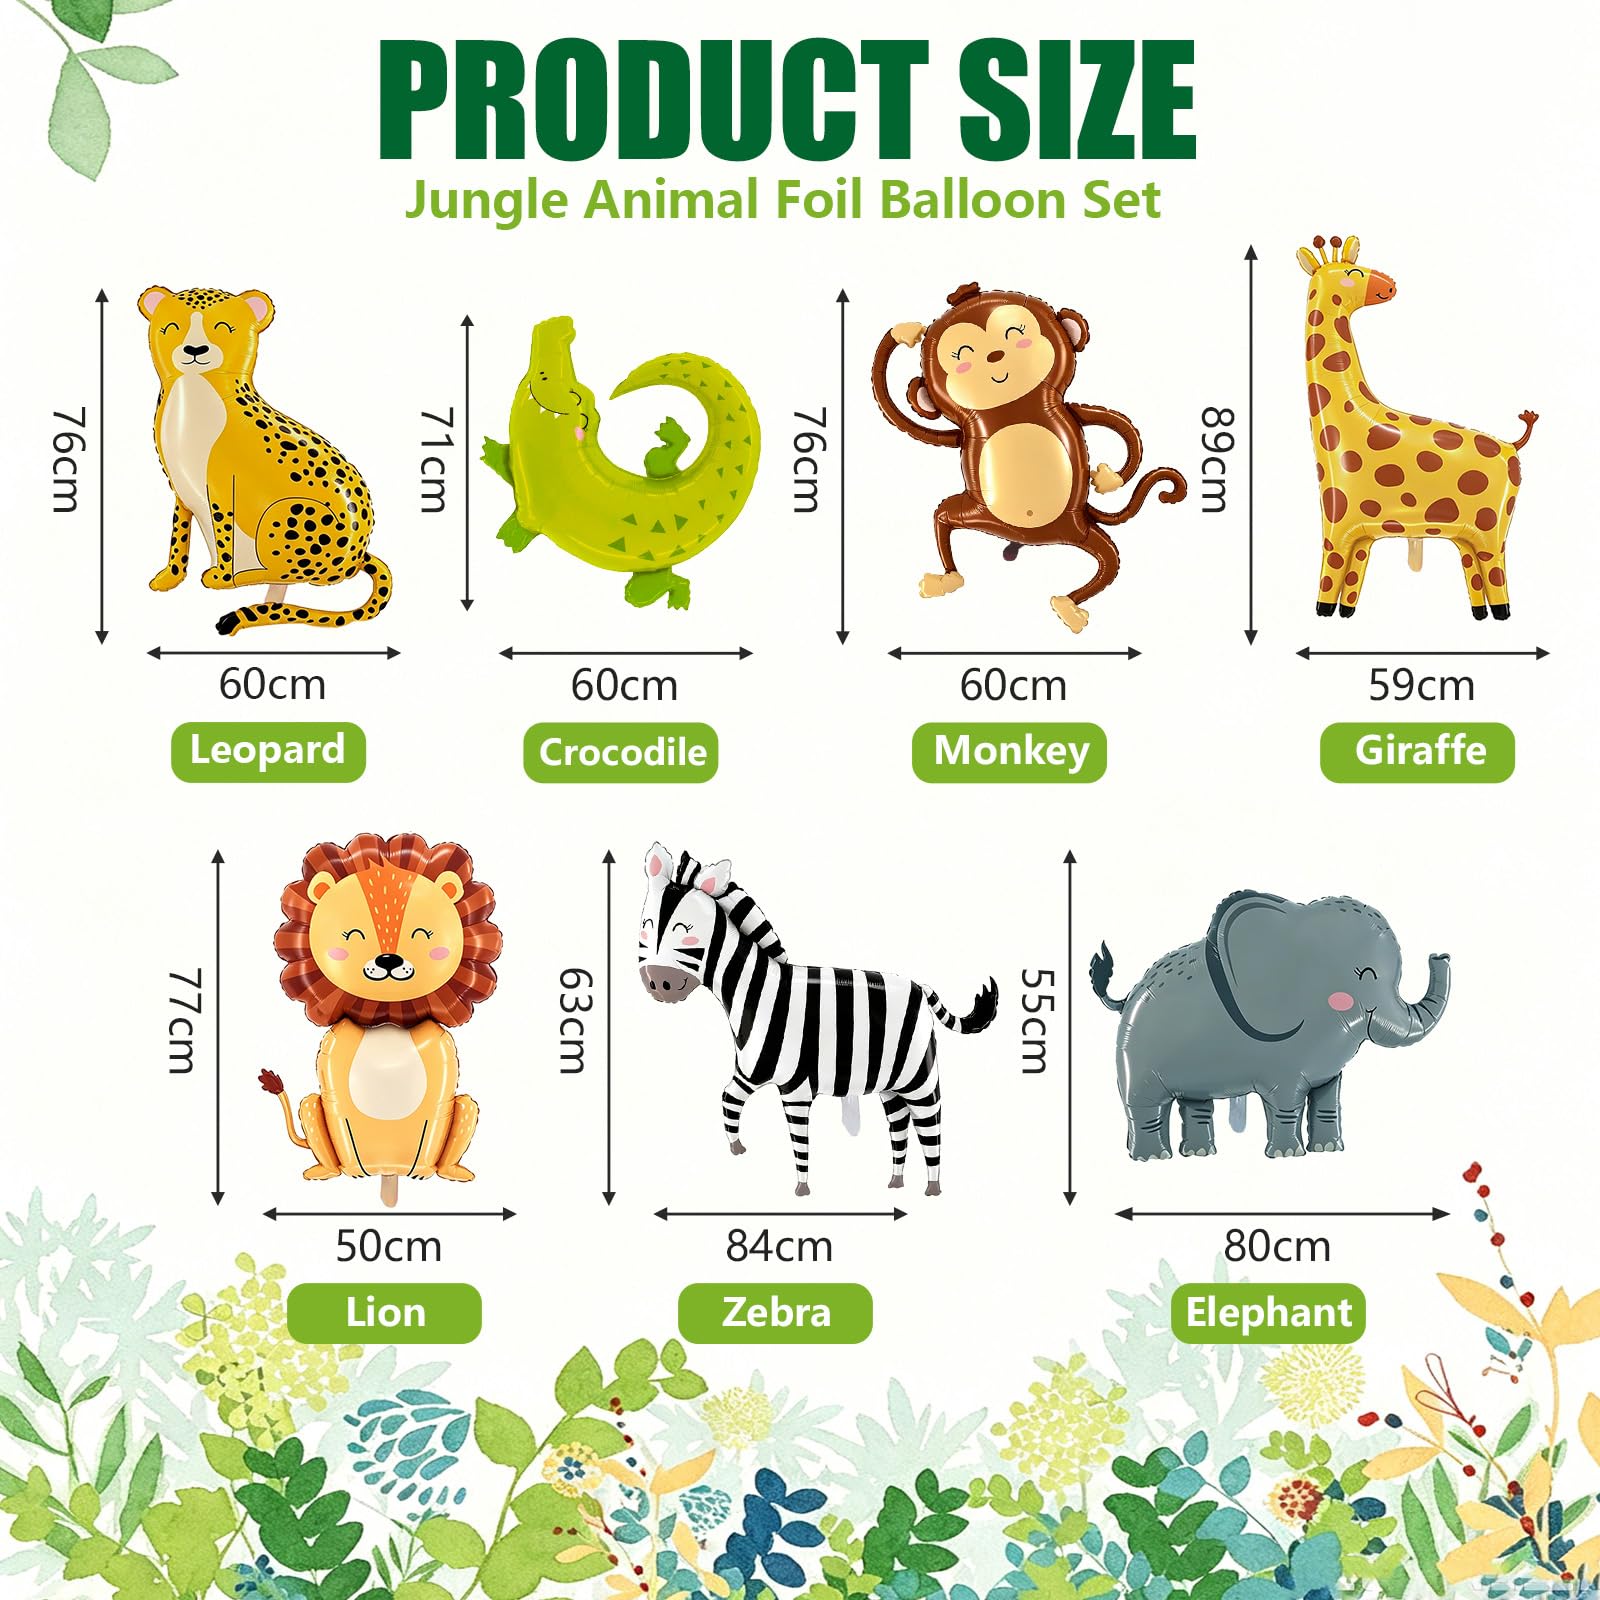 PRODUCT SIZE
Jungle Animal Foil Balloon Set
76cm
60cm
Leopard
71cm
60cm
Crocodile
76cm
60cm
Monkey
89cm
59cm
Giraffe
77cm
50cm
Lion
63cm
84cm
Zebra
55cm
80cm
Elephant